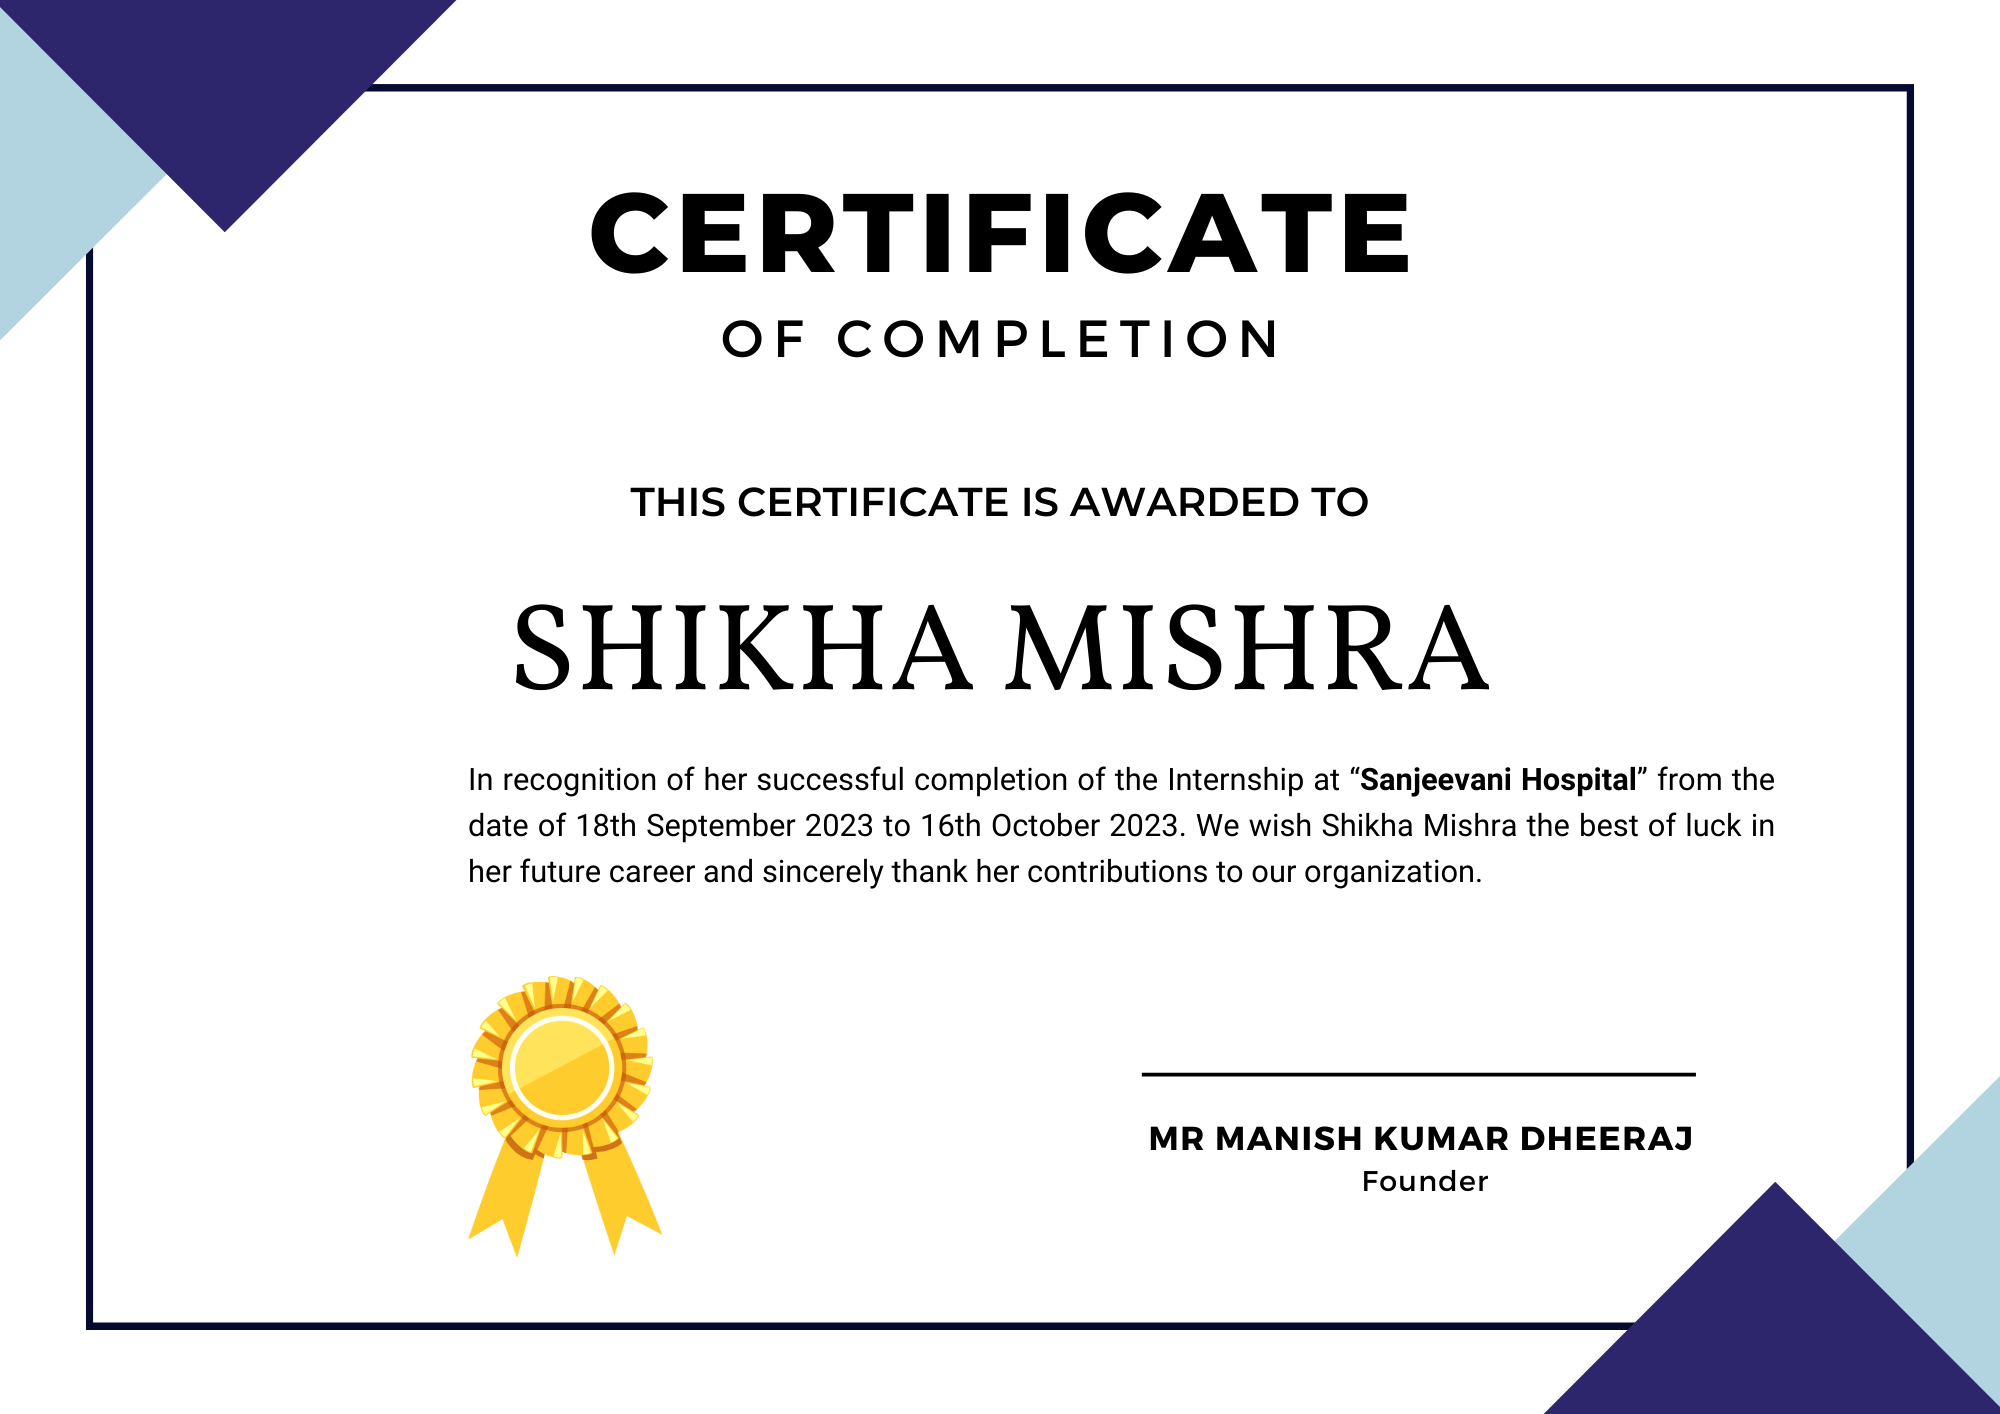 CERTIFICATE
OF COMPLETION
THIS CERTIFICATE IS AWARDED TO
SHIKHA MISHRA
In recognition of her successful completion of the Internship at “Sanjeevani Hospital” from the
date of 18th September 2023 to 16th October 2023. We wish Shikha Mishra the best of luck in
her future career and sincerely thank her contributions to our organization.
MR MANISH KUMAR DHEERAJ
Founder